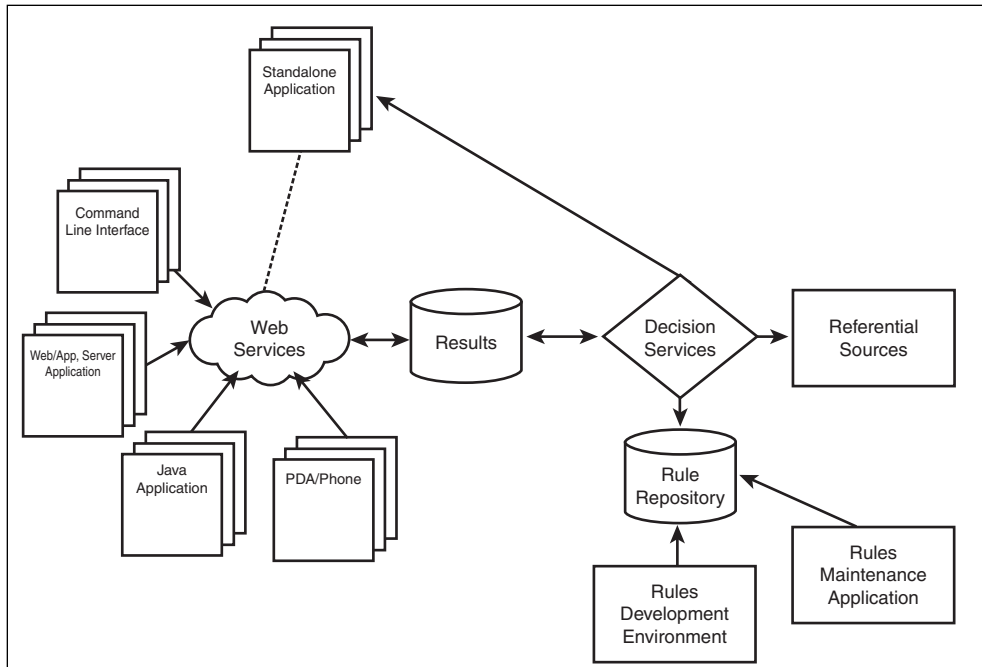 Standalone
Application
Command
Line Interface
Web/App, Server
Application
Web
Services
Results
Decision
Services
Referential
Sources
Java
Application
PDA/Phone
Rule
Repository
Rules
Maintenance
Application
Rules
Development
Environment